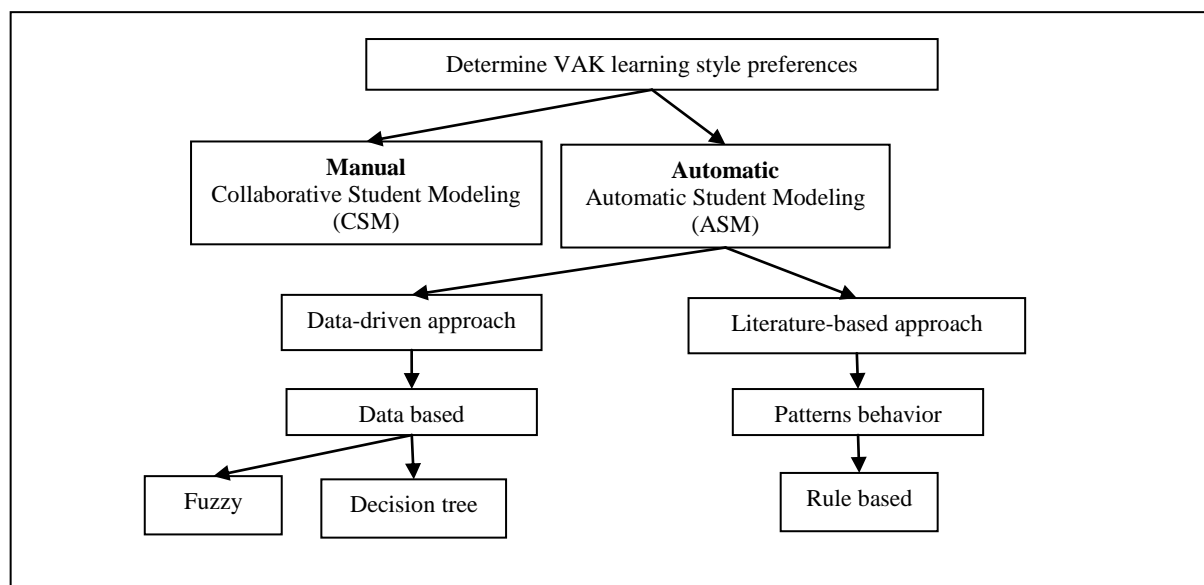 Determine VAK learning style preferences
Manual
Collaborative Student Modeling
(CSM)
Automatic
Automatic Student Modeling
(ASM)
Data-driven approach
Literature-based approach
Data based
Patterns behavior
Fuzzy
Decision tree
Rule based